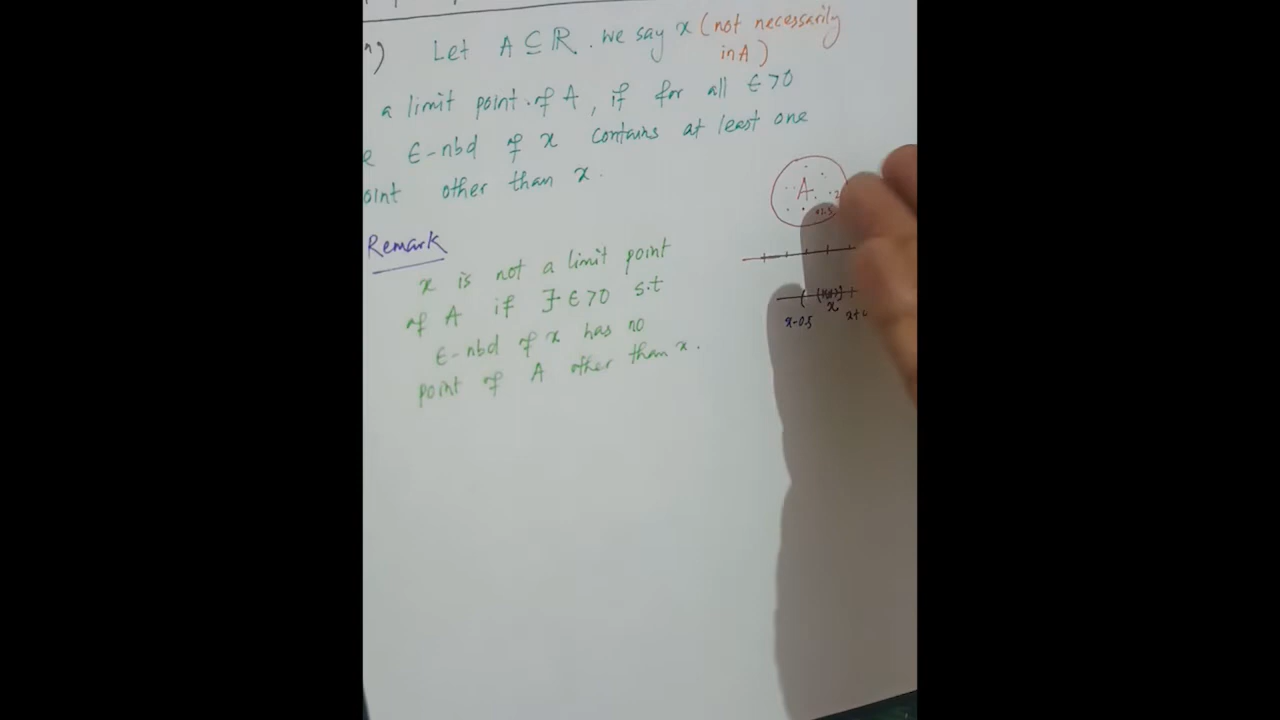 Let A ⊆ ℝ. we say x (not necessarily
in A)
a limit point of A, if for all ϵ>0
ϵ-nbd of x contains at least one
other than x.
Remark
x is not a limit point
of A if ∃ ϵ>0 s.t
ϵ-nbd of x has no
point of A other than x.
A
x
x-0.5